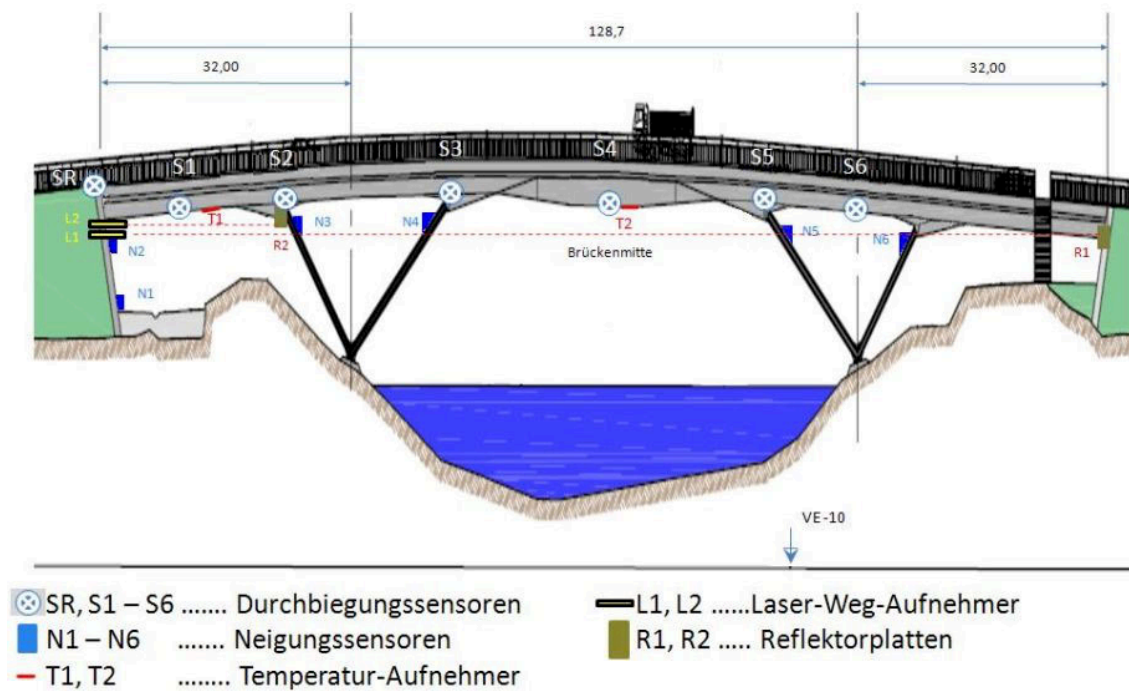 128,7
32,00
32,00
SR
S1
S2
S3
S4
S5
S6
L2
L1
T1
R2
N3
N4
T2
N5
N6
R1
N2
Brückenmitte
N1
VE-10
SR, S1 – S6 ....... Durchbiegungssensoren
N1 – N6 ....... Neigungssensoren
T1, T2 ........ Temperatur-Aufnehmer
L1, L2 ......Laser-Weg-Aufnehmer
R1, R2 ..... Reflektorplatten